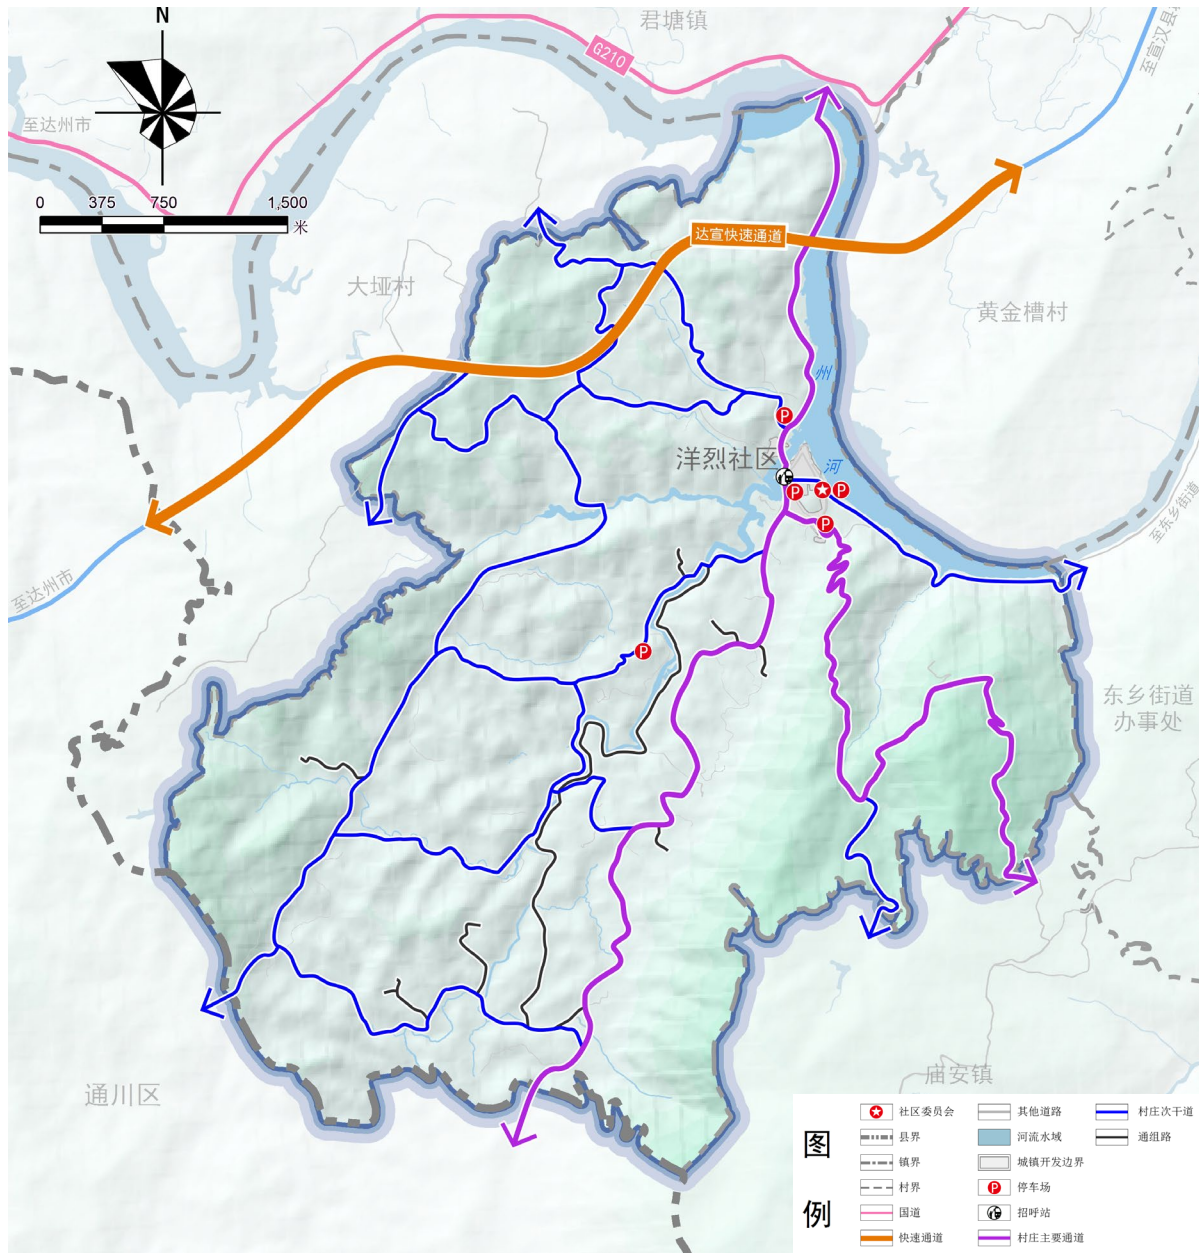 N
君塘镇
G210
至宣汉县
至达州市
0 375 750 1,500
米
达宣快速通道
大垭村
黄金槽村
州
河
洋烈社区
P
P
P
P
P
至东乡街道
至达州市
东乡街道
办事处
通川区
庙安镇
图
例
社区委员会
县界
镇界
村界
国道
快速通道
其他道路
河流水域
城镇开发边界
P
停车场
招呼站
村庄主要通道
村庄次干道
通组路